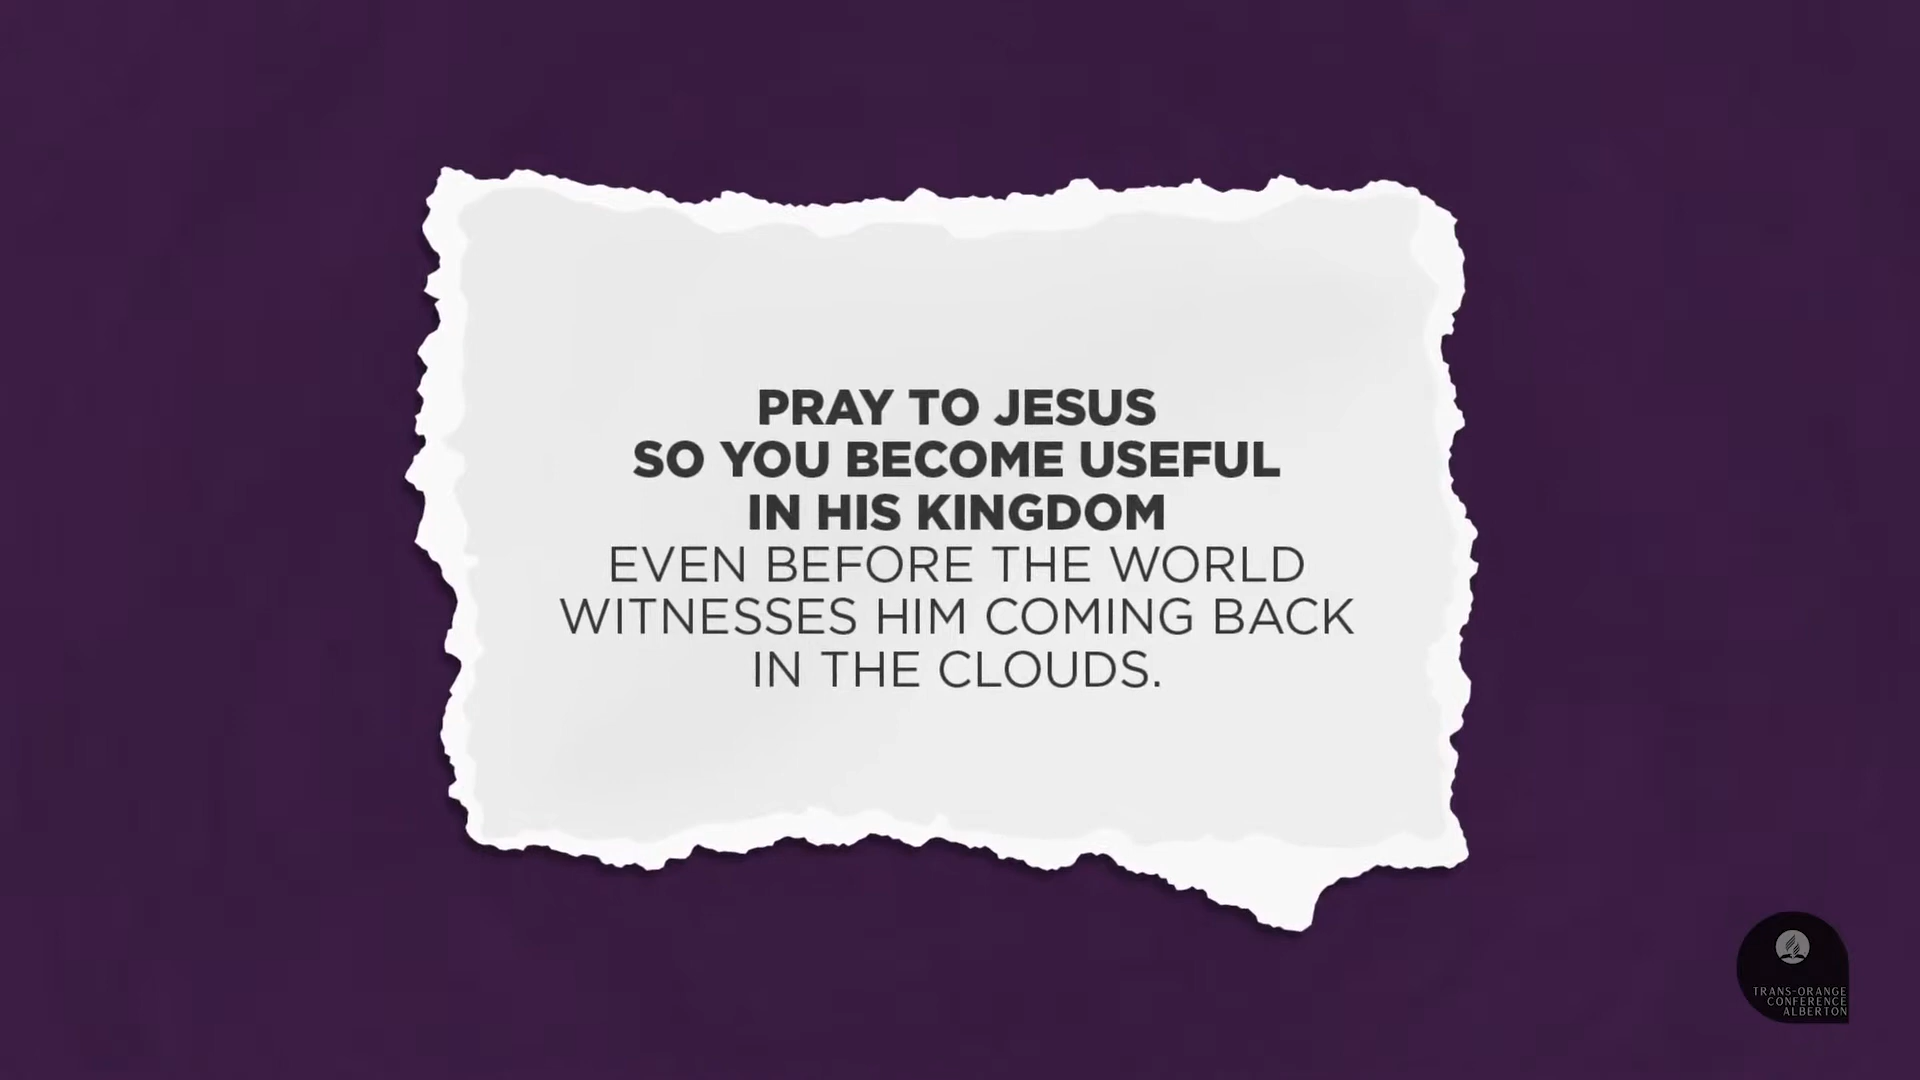 PRAY TO JESUS
SO YOU BECOME USEFUL
IN HIS KINGDOM
EVEN BEFORE THE WORLD
WITNESSES HIM COMING BACK
IN THE CLOUDS.
TRANS-ORANGE
CONFERENCE
ALBERTON